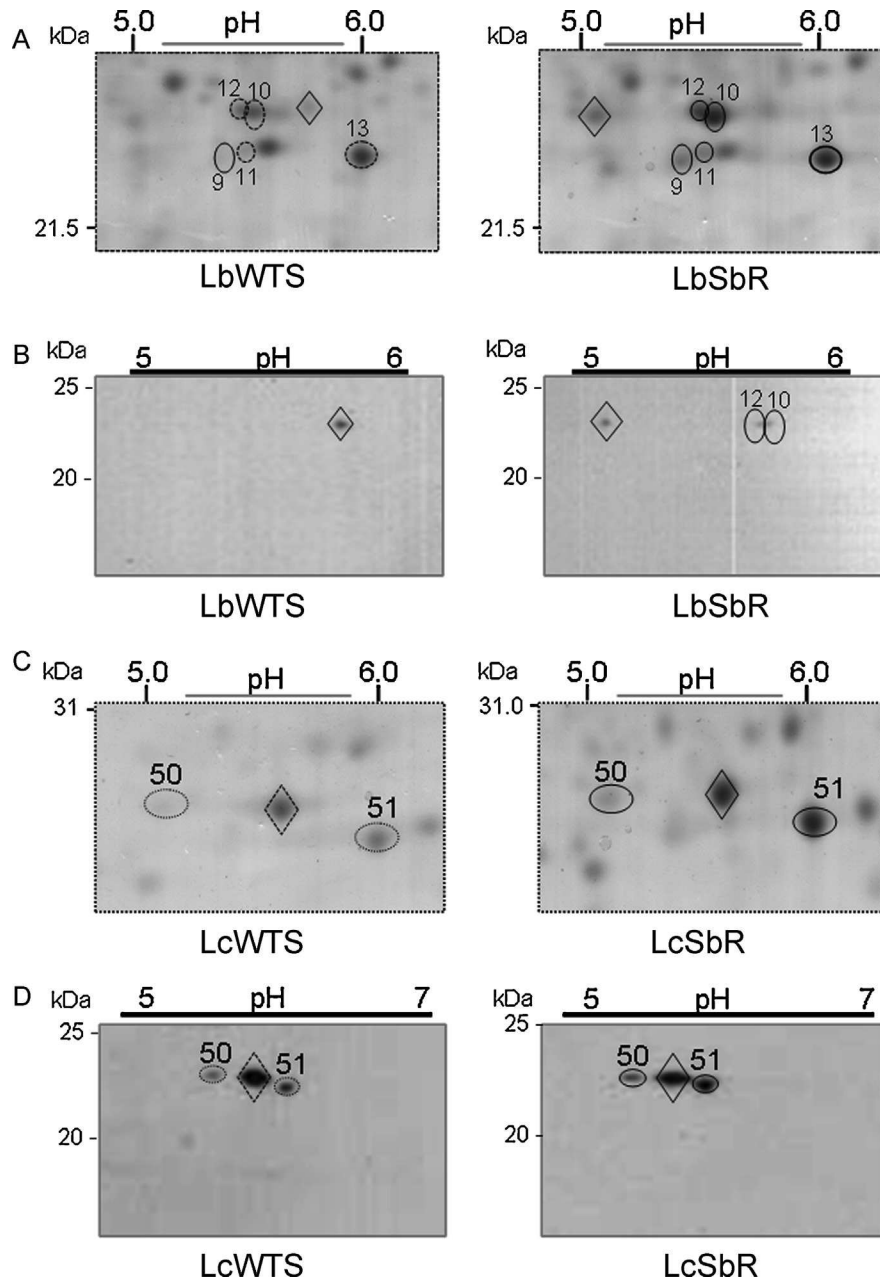 A kDa 5.0 pH 6.0 5.0 pH 6.0
12 10 12 10
13 13
9 11 9 11
21.5 21.5
LbWTS LbSbR
B kDa 5 pH 6 kDa 5 pH 6
25 - 25 -
12 10
20 - 20 -
LbWTS LbSbR
C kDa 5.0 pH 6.0 kDa 5.0 pH 6.0
31 31.0
50 51 50 51
LcWTS LcSbR
D kDa 5 pH 7 kDa 5 pH 7
25 - 25 -
50 51 50 51
20 - 20 -
LcWTS LcSbR